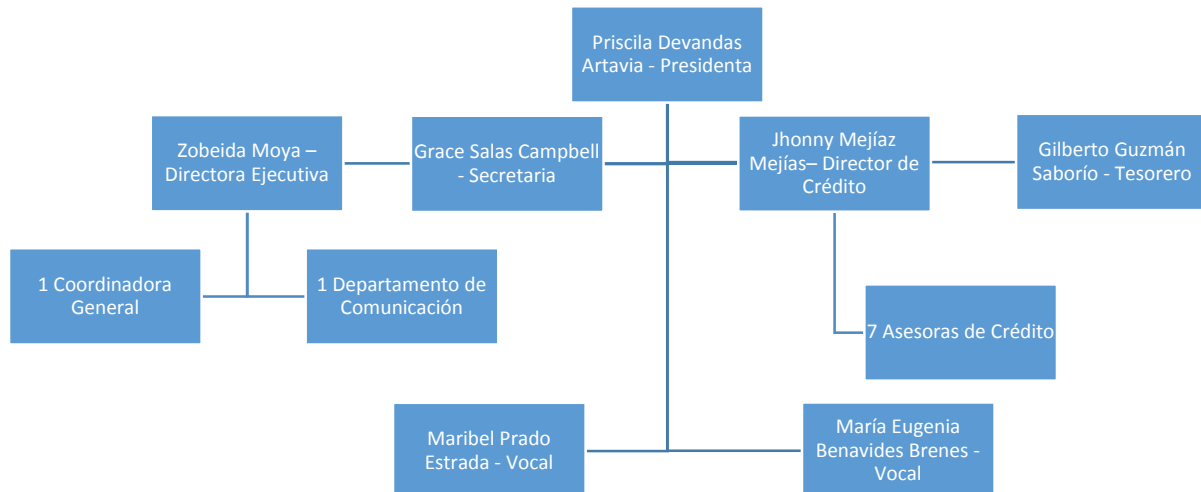 Priscila Devandas
Artavia - Presidenta
Zobeida Moya –
Directora Ejecutiva
Grace Salas Campbell
- Secretaria
Jhonny Mejíaz
Mejías– Director de
Crédito
Gilberto Guzmán
Saborío - Tesorero
1 Coordinadora
General
1 Departamento de
Comunicación
7 Asesoras de Crédito
Maribel Prado
Estrada - Vocal
María Eugenia
Benavides Brenes -
Vocal